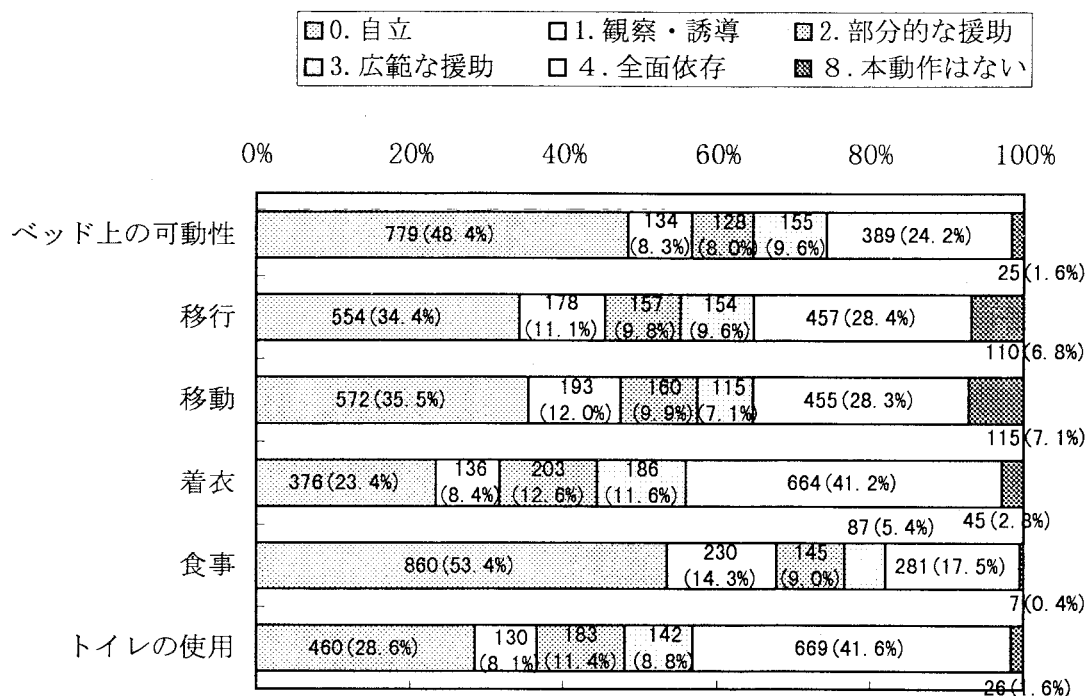 0. 自立 1. 観察・誘導 2. 部分的な援助
3. 広範な援助 4. 全面依存 8. 本動作はない
0% 20% 40% 60% 80% 100%
ベッド上の可動性 779(48.4%) 134(8.3%) 128(8.0%) 155(9.6%) 389(24.2%)
25(1.6%)
移行 554(34.4%) 178(11.1%) 157(9.8%) 154(9.6%) 457(28.4%)
110(6.8%)
移動 572(35.5%) 193(12.0%) 160(9.9%) 115(7.1%) 455(28.3%)
115(7.1%)
着衣 376(23.4%) 136(8.4%) 203(12.6%) 186(11.6%) 664(41.2%)
87(5.4%) 45(2.8%)
食事 860(53.4%) 230(14.3%) 145(9.0%) 281(17.5%)
7(0.4%)
トイレの使用 460(28.6%) 130(8.1%) 183(11.4%) 142(8.8%) 669(41.6%)
26(1.6%)